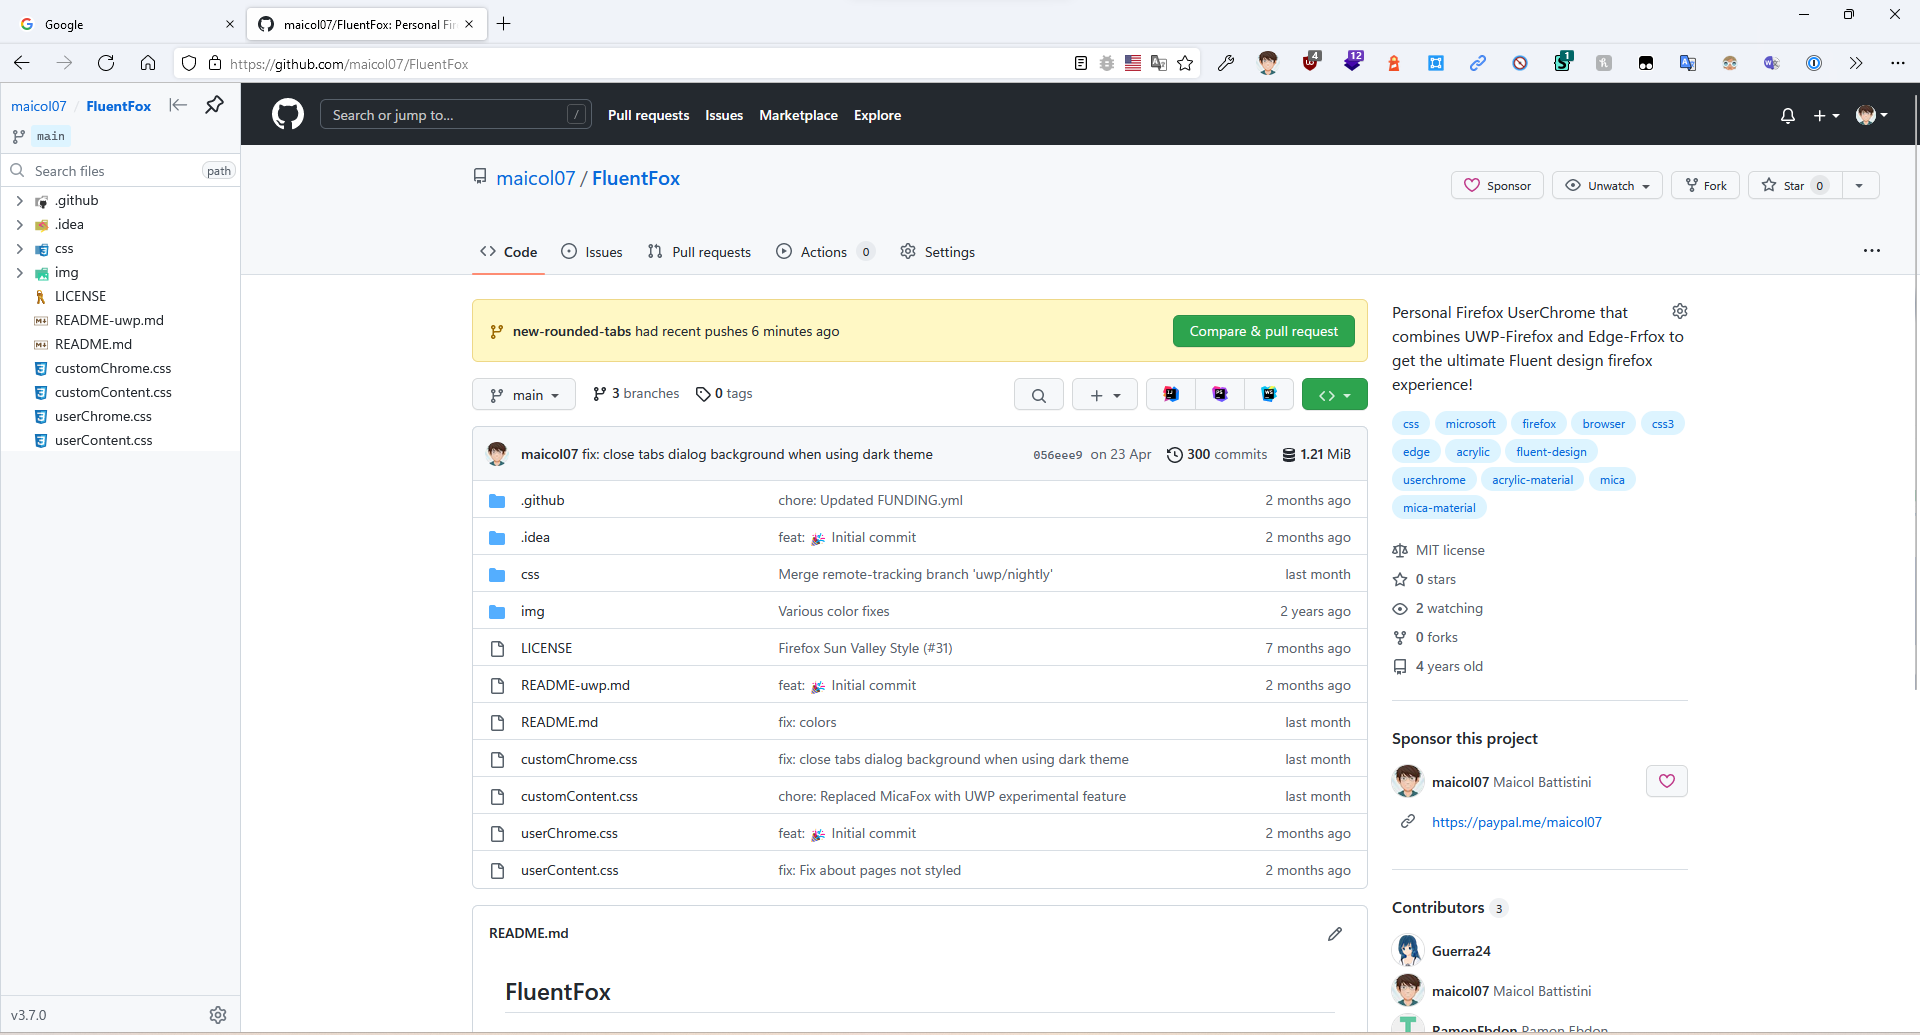 Google
maicol07/FluentFox: Personal Fir
https://github.com/maicol07/FluentFox
4
12
1
maicol07 / FluentFox
main
Search files
path
.github
.idea
css
img
LICENSE
README-uwp.md
README.md
customChrome.css
customContent.css
userChrome.css
userContent.css
v3.7.0
Search or jump to...
/
Pull requests
Issues
Marketplace
Explore
maicol07 / FluentFox
Sponsor
Unwatch
Fork
Star 0
Code
Issues
Pull requests
Actions 0
Settings
new-rounded-tabs had recent pushes 6 minutes ago
Compare & pull request
main
3 branches
0 tags
maicol07 fix: close tabs dialog background when using dark theme
056eee9 on 23 Apr
300 commits
1.21 MiB
.github chore: Updated FUNDING.yml 2 months ago
.idea feat: 🎉 Initial commit 2 months ago
css Merge remote-tracking branch 'uwp/nightly' last month
img Various color fixes 2 years ago
LICENSE Firefox Sun Valley Style (#31) 7 months ago
README-uwp.md feat: 🎉 Initial commit 2 months ago
README.md fix: colors last month
customChrome.css fix: close tabs dialog background when using dark theme last month
customContent.css chore: Replaced MicaFox with UWP experimental feature last month
userChrome.css feat: 🎉 Initial commit 2 months ago
userContent.css fix: Fix about pages not styled 2 months ago
README.md
FluentFox
Personal Firefox UserChrome that
combines UWP-Firefox and Edge-Frfox to
get the ultimate Fluent design firefox
experience!
css microsoft firefox browser css3
edge acrylic fluent-design
userchrome acrylic-material mica
mica-material
MIT license
0 stars
2 watching
0 forks
4 years old
Sponsor this project
maicol07 Maicol Battistini
https://paypal.me/maicol07
Contributors 3
Guerra24
maicol07 Maicol Battistini
RamonEbdon Ramon Ebdon